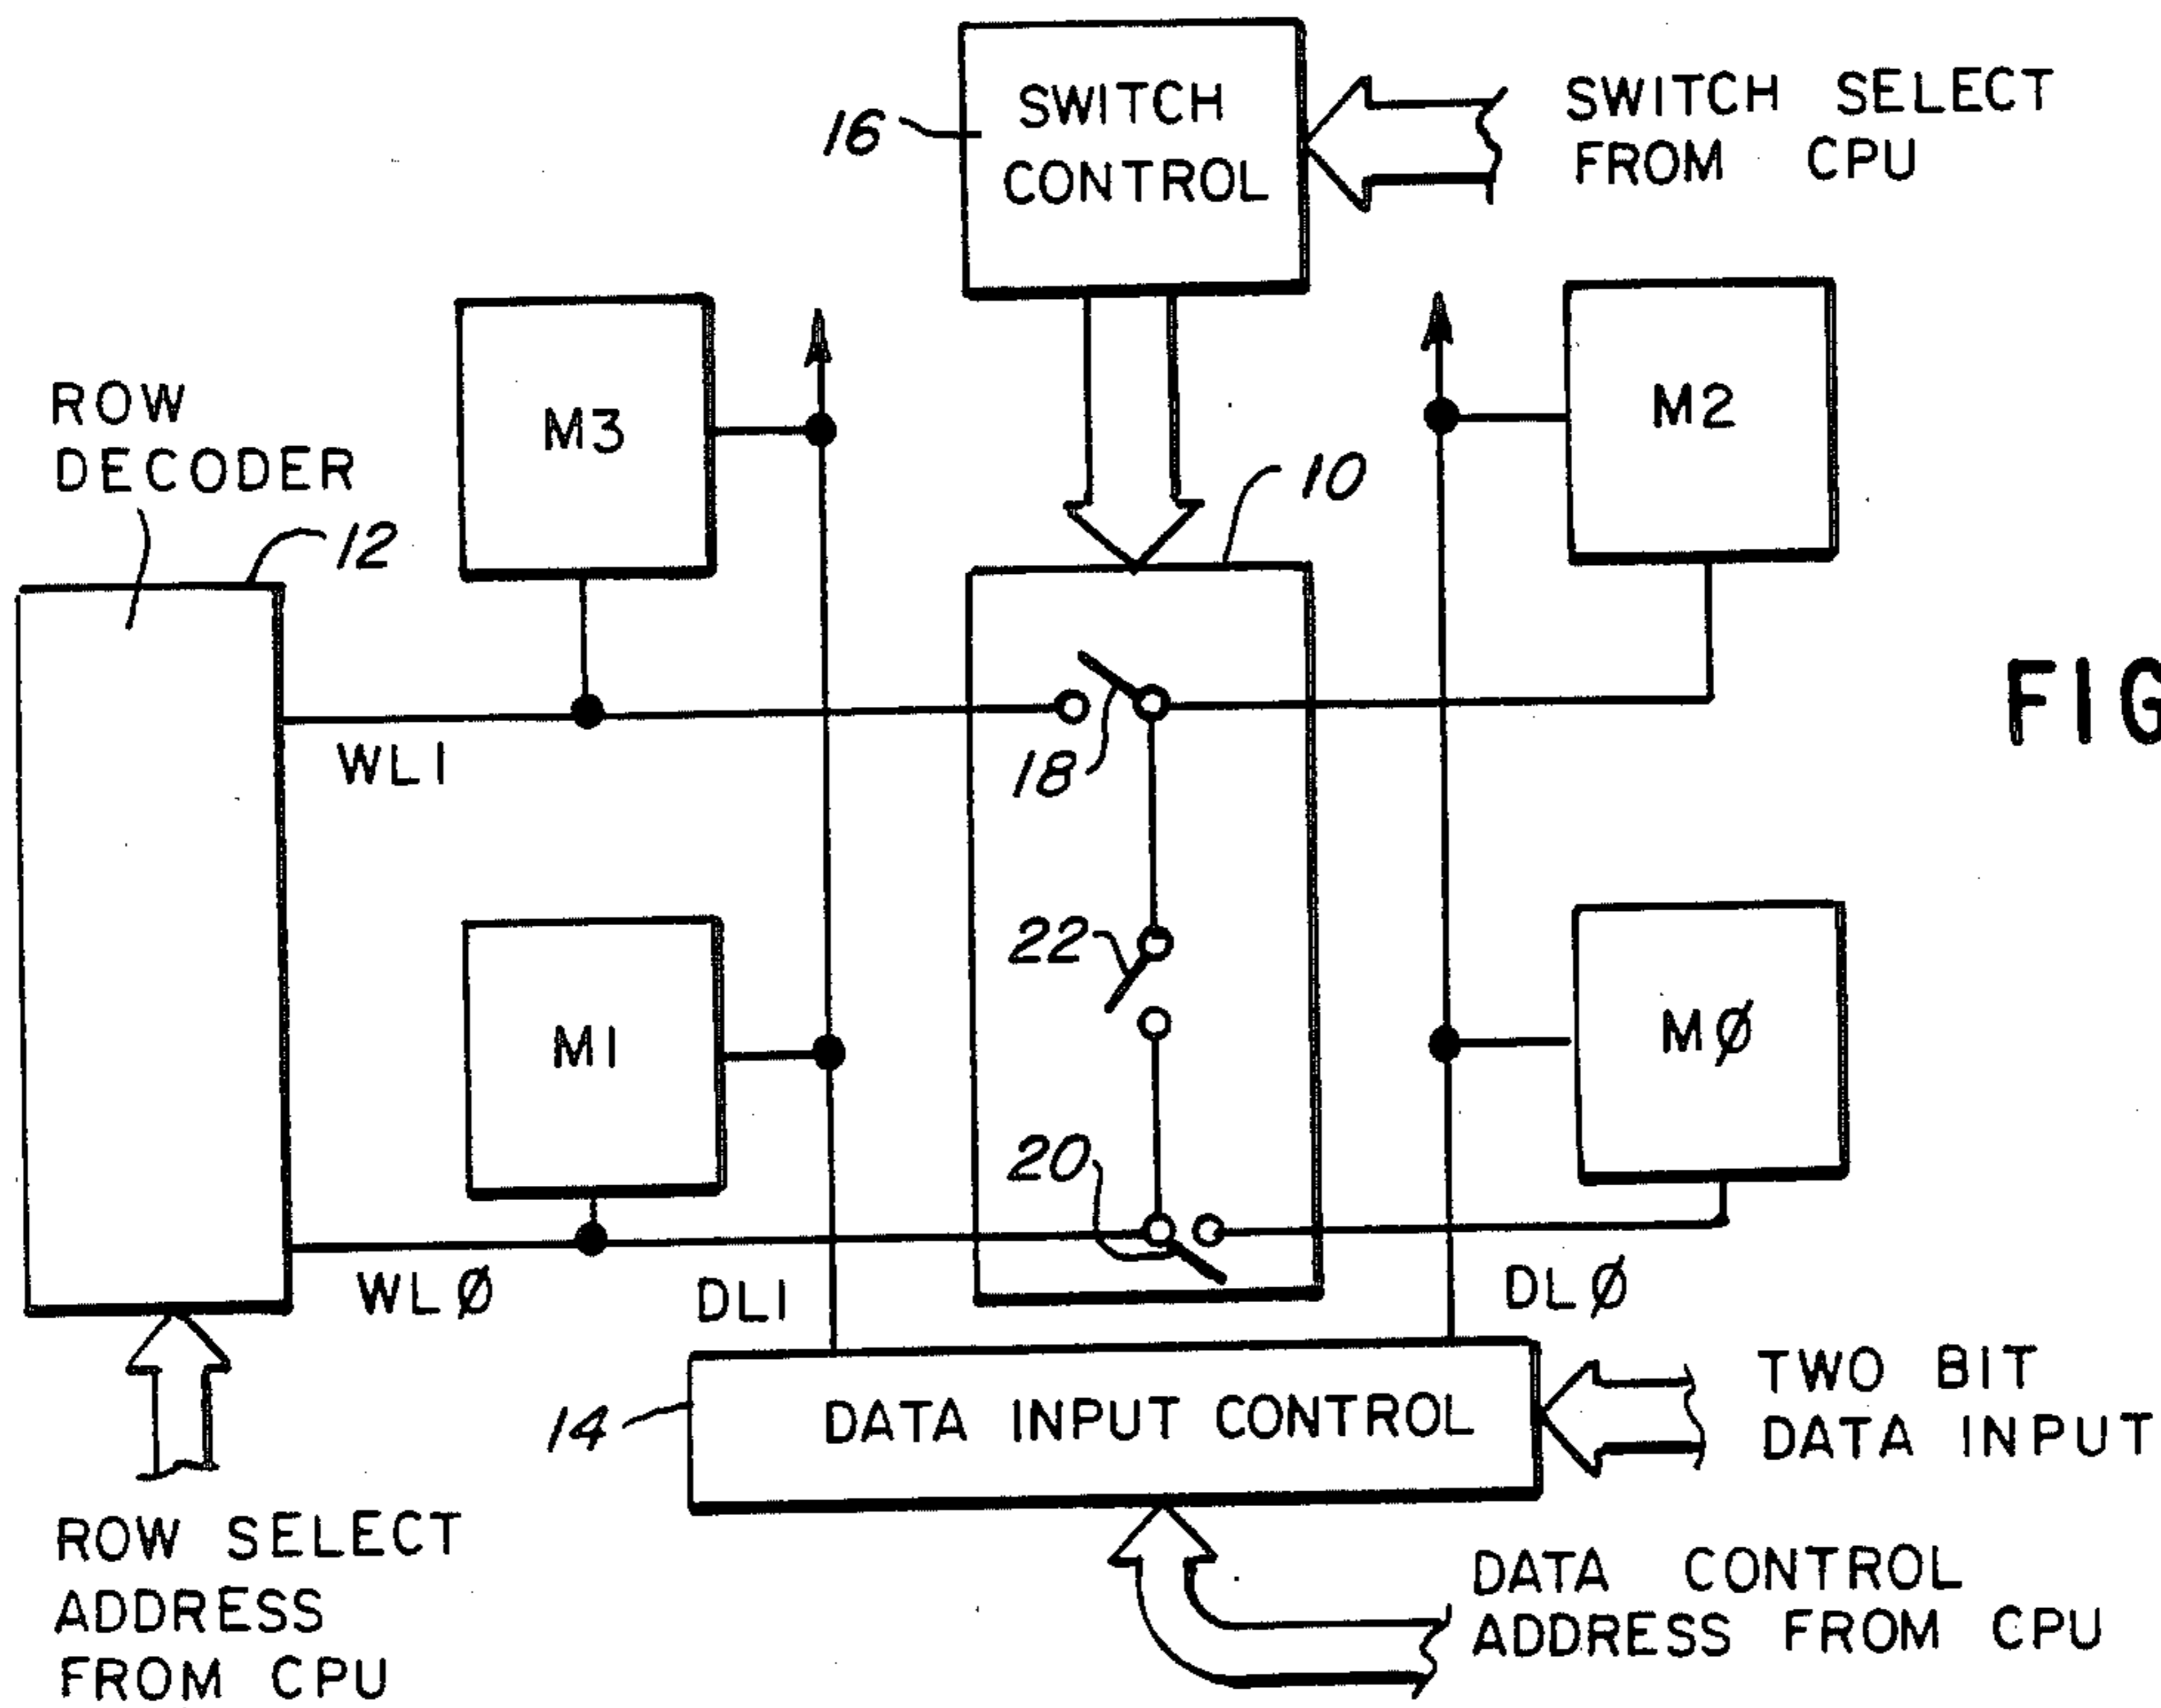 SWITCH
CONTROL
16
SWITCH SELECT
FROM CPU
M3
M2
ROW
DECODER
12
10
FIG
WL1
18
22
M1
MØ
20
WLØ
DL1
DLØ
14
DATA INPUT CONTROL
TWO BIT
DATA INPUT
ROW SELECT
ADDRESS
FROM CPU
DATA CONTROL
ADDRESS FROM CPU